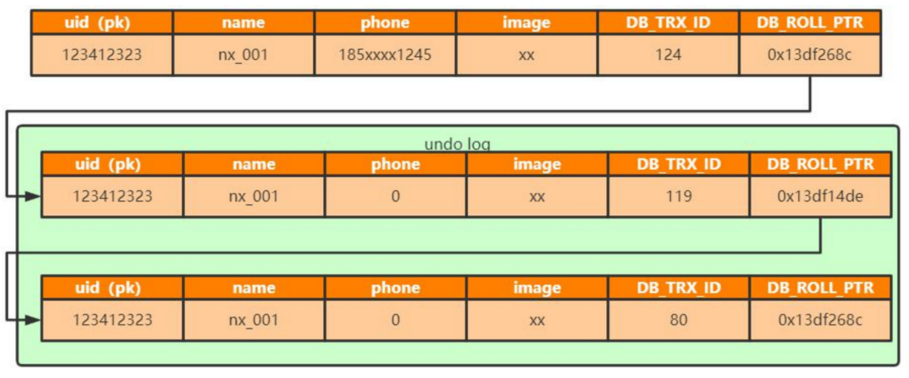 uid (pk) name phone image DB_TRX_ID DB_ROLL_PTR
123412323 nx_001 185xxxx1245 xx 124 0x13df268c
undo log
uid (pk) name phone image DB_TRX_ID DB_ROLL_PTR
123412323 nx_001 0 xx 119 0x13df14de
uid (pk) name phone image DB_TRX_ID DB_ROLL_PTR
123412323 nx_001 0 xx 80 0x13df268c